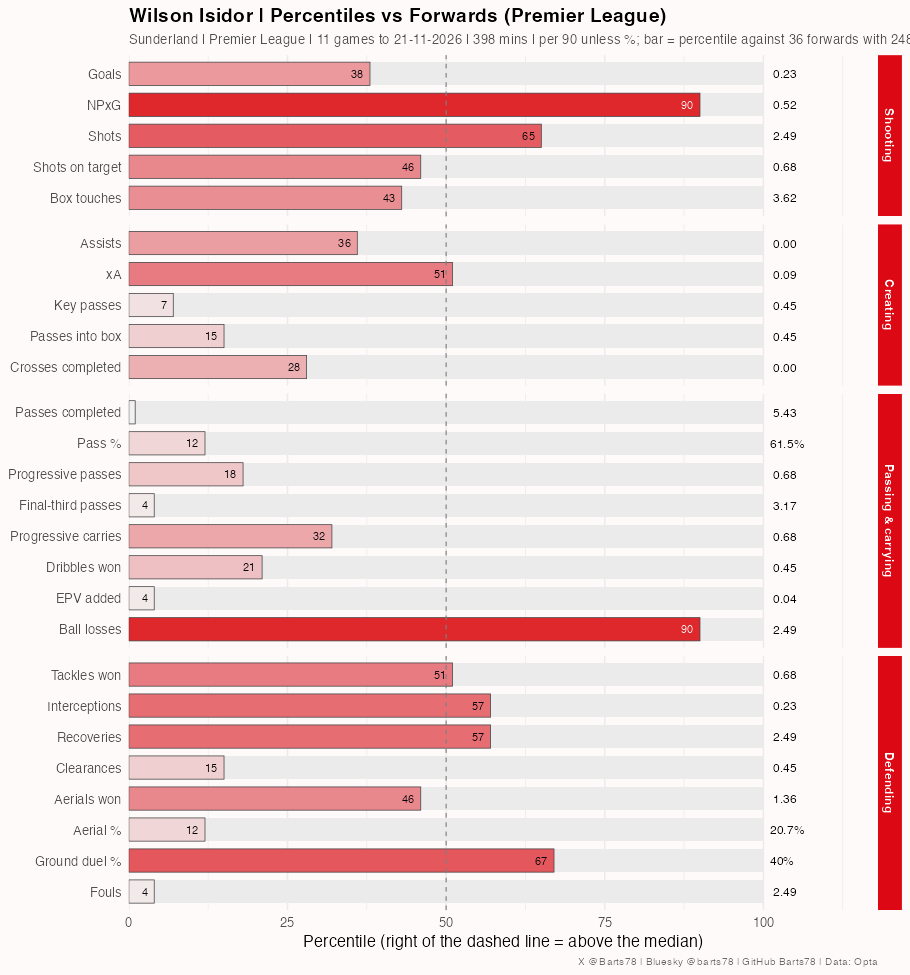 Wilson Isidor | Percentiles vs Forwards (Premier League)
Sunderland | Premier League | 11 games to 21-11-2026 | 398 mins | per 90 unless %; bar = percentile against 36 forwards with 248
Goals 38 0.23
NPxG 90 0.52
Shots 65 2.49
Shots on target 46 0.68
Box touches 43 3.62
Shooting
Assists 36 0.00
xA 51 0.09
Key passes 7 0.45
Passes into box 15 0.45
Crosses completed 28 0.00
Creating
Passes completed 5.43
Pass % 12 61.5%
Progressive passes 18 0.68
Final-third passes 4 3.17
Progressive carries 32 0.68
Dribbles won 21 0.45
EPV added 4 0.04
Ball losses 90 2.49
Passing & carrying
Tackles won 51 0.68
Interceptions 57 0.23
Recoveries 57 2.49
Clearances 15 0.45
Aerials won 46 1.36
Aerial % 12 20.7%
Ground duel % 67 40%
Fouls 4 2.49
Defending
0 25 50 75 100
Percentile (right of the dashed line = above the median)
X @Barts78 | Bluesky @barts78 | GitHub Barts78 | Data: Opta